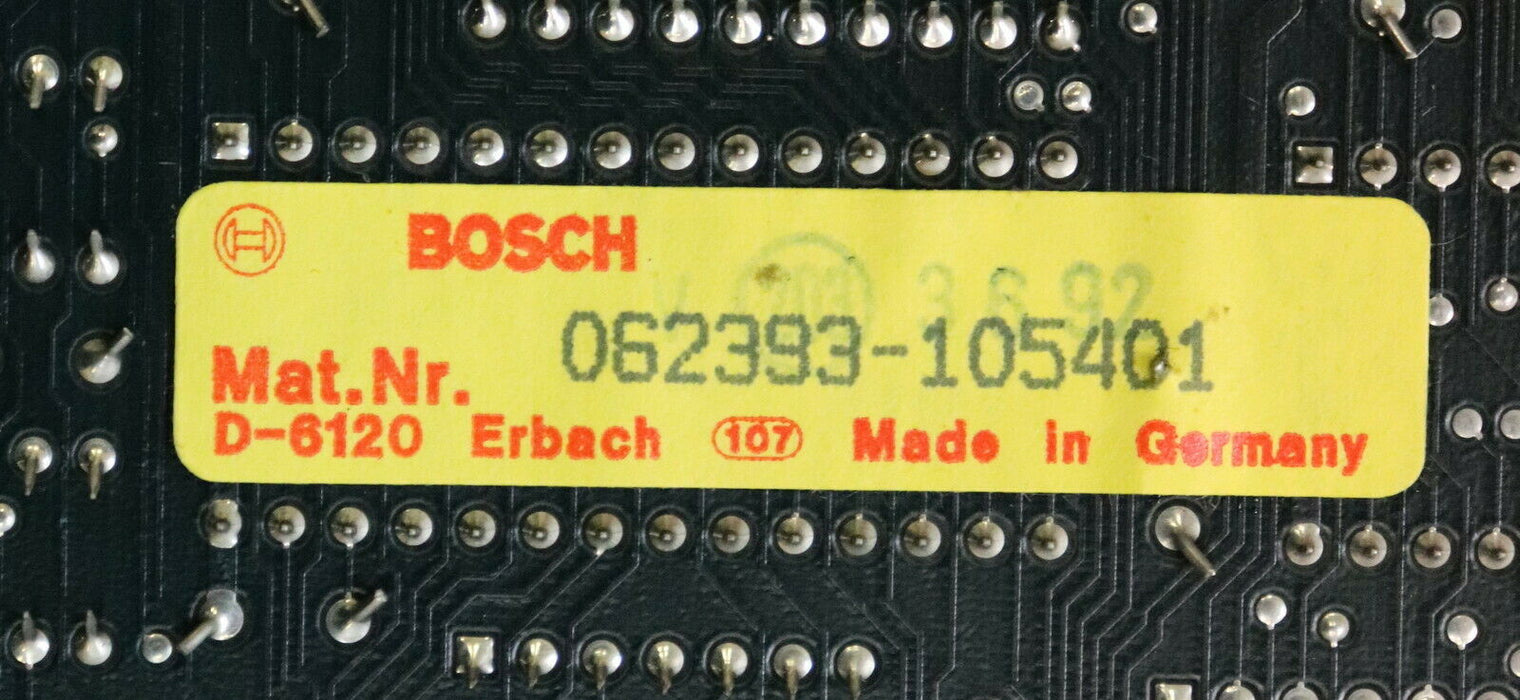 BOSCH
3.6.92
Mat.Nr. 062393-105401
D-6120 Erbach 107 Made in Germany